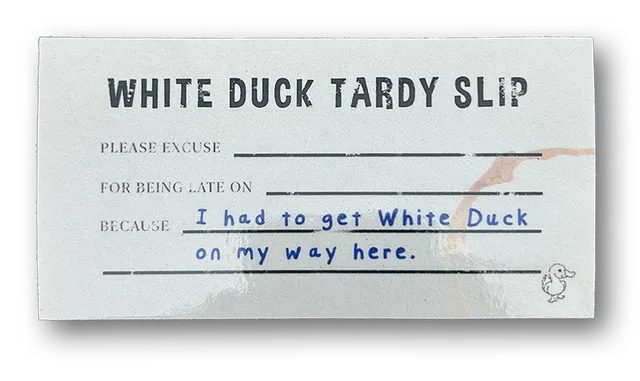 WHITE DUCK TARDY SLIP
PLEASE EXCUSE
FOR BEING LATE ON
BECAUSE I had to get White Duck
on my way here.